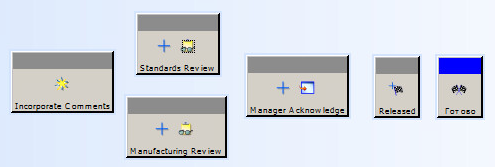 Standards Review
Incorporate Comments
Manager Acknowledge
Released
Готово
Manufacturing Review